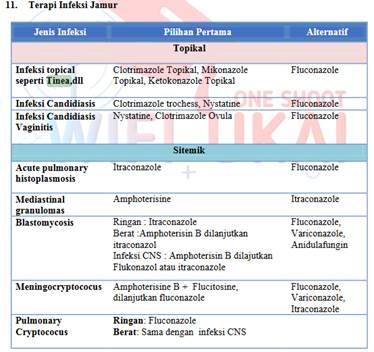 11. Terapi Infeksi Jamur
Jenis Infeksi Pilihan Pertama Alternatif
Topikal
Infeksi topical Clotrimazole Topikal, Mikonazole Fluconazole
seperti Tinea,dll Topikal, Ketokonazole Topikal
Infeksi Candidiasis Clotrimazole trochess, Nystatine Fluconazole
Infeksi Candidiasis Nystatine, Clotrimazole Ovula Fluconazole
Vaginitis
Sitemik
Acute pulmonary Itraconazole Fluconazole
histoplasmosis
Mediastinal Amphoterisine Itraconazole
granulomas
Blastomycosis Ringan : Itraconazole Fluconazole,
Berat :Amphoterisin B dilanjutkan Variconazole,
itraconazol Anidulafungin
Infeksi CNS : Amphoterisin B dilajutkan
Flukonazol atau itraconazole
Meningocryptococus Amphoterisine B + Flucitosine, Fluconazole,
dilanjutkan fluconazole Variconazole,
Itraconazole
Pulmonary Ringan: Fluconazole
Cryptococus Berat: Sama dengan infeksi CNS
ONE SHOOT
WIFI UKAI